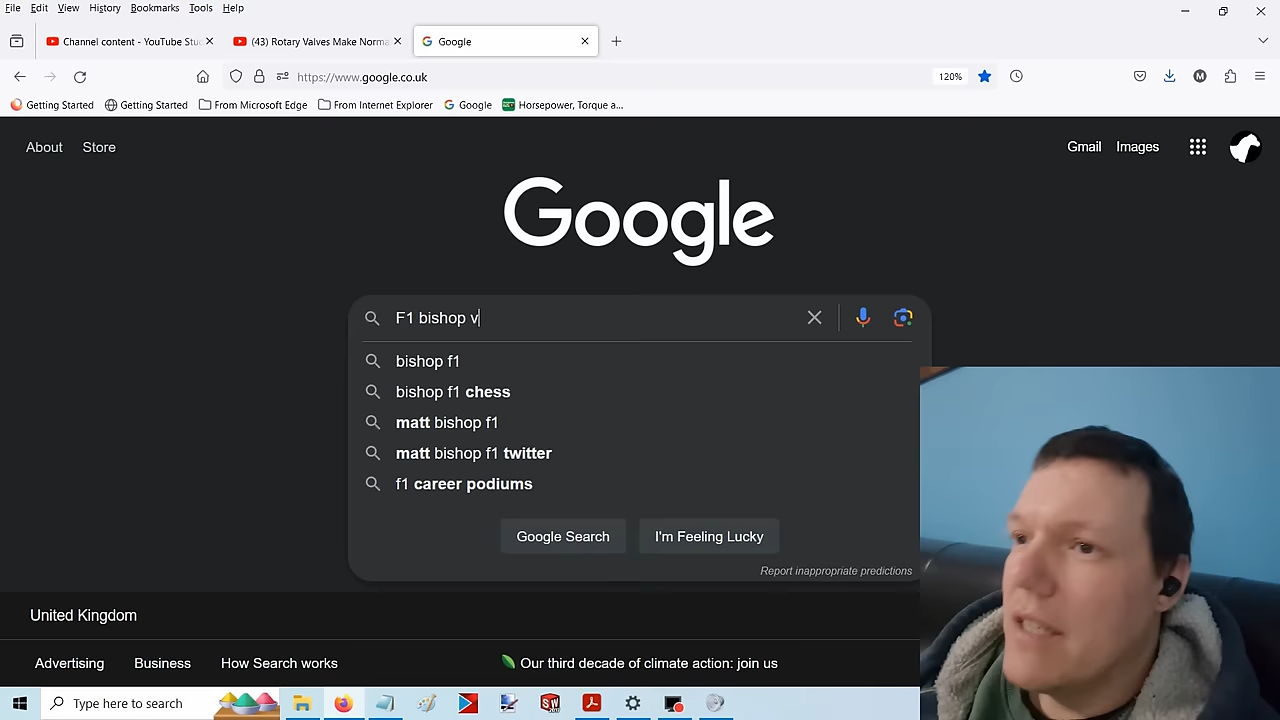 File Edit View History Bookmarks Tools Help
Channel content - YouTube Stu
(43) Rotary Valves Make Norma
Google
https://www.google.co.uk
120%
Getting Started
Getting Started
From Microsoft Edge
From Internet Explorer
Google
Horsepower, Torque a...
About Store
Gmail Images
Google
F1 bishop v
bishop f1
bishop f1 chess
matt bishop f1
matt bishop f1 twitter
f1 career podiums
Google Search
I'm Feeling Lucky
Report inappropriate predictions
United Kingdom
Advertising Business How Search works
Our third decade of climate action: join us
Type here to search